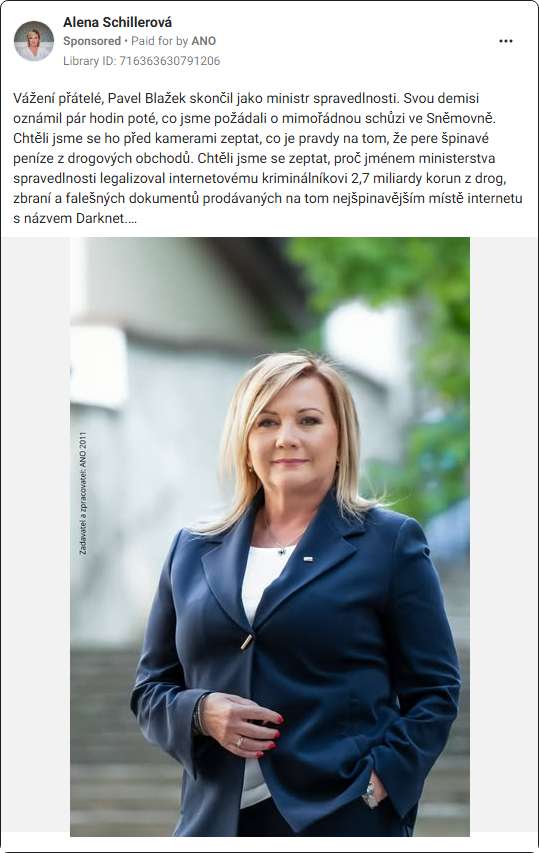 Alena Schillerová
Sponsored • Paid for by ANO
Library ID: 716363630791206
Vážení přátelé, Pavel Blažek skončil jako ministr spravedlnosti. Svou demisi
oznámil pár hodin poté, co jsme požádali o mimořádnou schůzi ve Sněmovně.
Chtěli jsme se ho před kamerami zeptat, co je pravdy na tom, že pere špinavé
peníze z drogových obchodů. Chtěli jsme se zeptat, proč jménem ministerstva
spravedlnosti legalizoval internetovému kriminálníkovi 2,7 miliardy korun z drog,
zbraní a falešných dokumentů prodávaných na tom nejšpinavějším místě internetu
s názvem Darknet....
Zadavatel a zpracovatel: ANO 2011